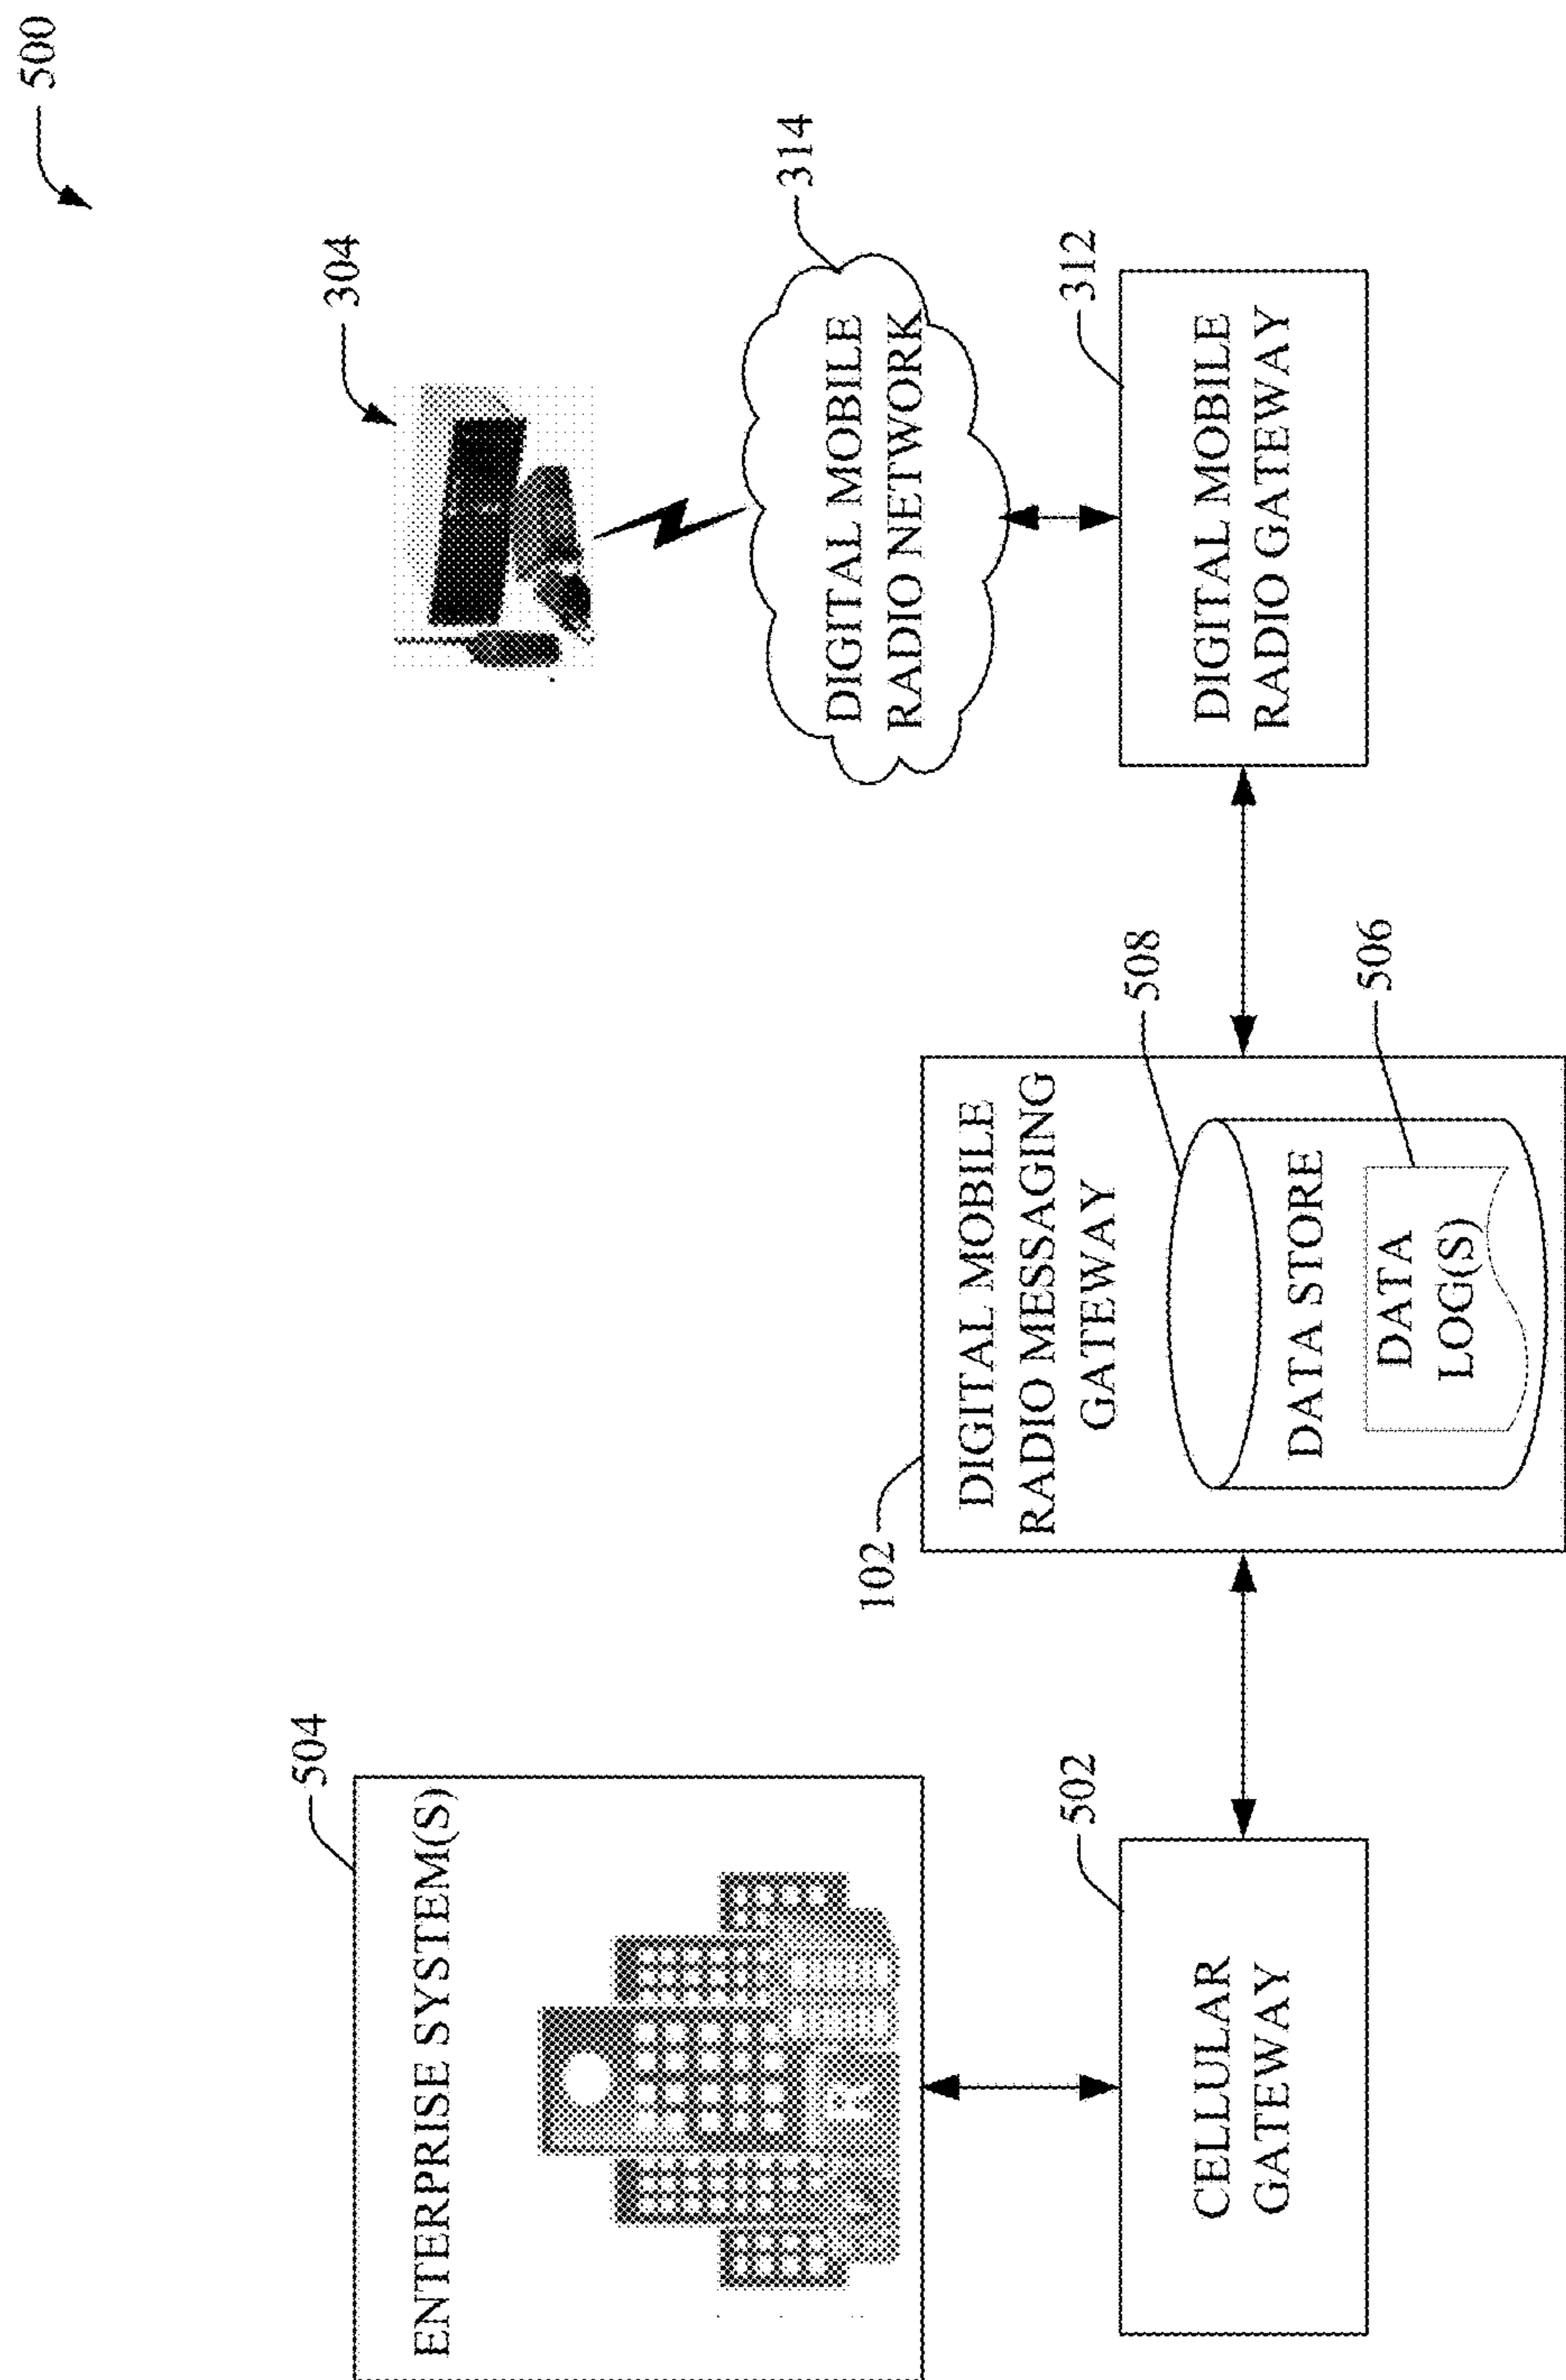 500
504
ENTERPRISE SYSTEM(S)
304
314
DIGITAL MOBILE
RADIO NETWORK
102
DIGITAL MOBILE
RADIO MESSAGING
GATEWAY
508
DATA STORE
506
DATA
LOG(S)
502
CELLULAR
GATEWAY
312
DIGITAL MOBILE
RADIO GATEWAY